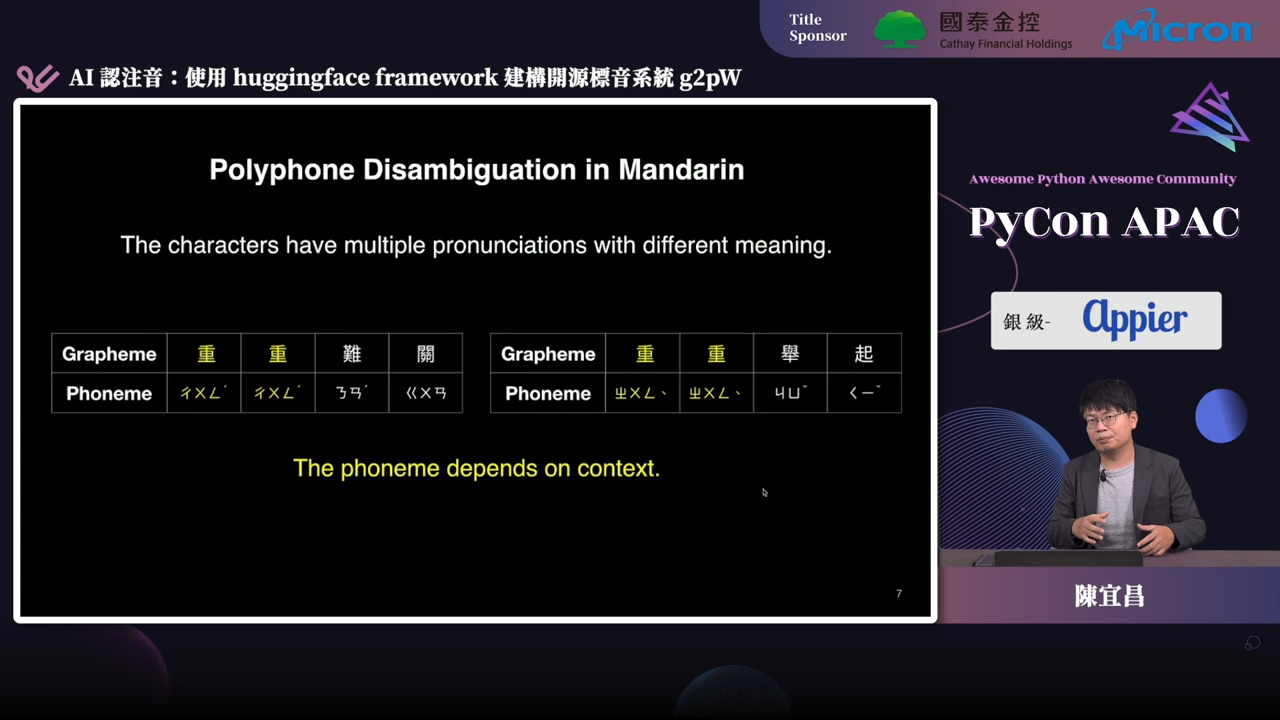 Title
Sponsor
國泰金控
Cathay Financial Holdings
Micron
AI 認注音：使用 huggingface framework 建構開源標音系統 g2pW
Polyphone Disambiguation in Mandarin
The characters have multiple pronunciations with different meaning.
Grapheme 重 重 難 關
Phoneme ㄔㄨㄥˊ ㄔㄨㄥˊ ㄋㄢˊ ㄍㄨㄢ
Grapheme 重 重 舉 起
Phoneme ㄓㄨㄥˋ ㄓㄨㄥˋ ㄐㄩˇ ㄑㄧˇ
The phoneme depends on context.
7
Awesome Python Awesome Community
PyCon APAC
銀級- Appier
陳宜昌